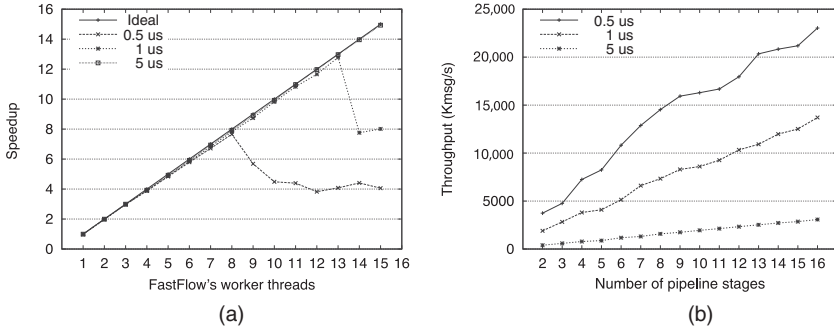 16
14
12
10
8
6
4
2
0
Speedup
Ideal
0.5 us
1 us
5 us
1 2 3 4 5 6 7 8 9 10 11 12 13 14 15 16
FastFlow's worker threads
(a)
25,000
20,000
15,000
10,000
5000
0
Throughput (Kmsg/s)
0.5 us
1 us
5 us
2 3 4 5 6 7 8 9 10 11 12 13 14 15 16
Number of pipeline stages
(b)